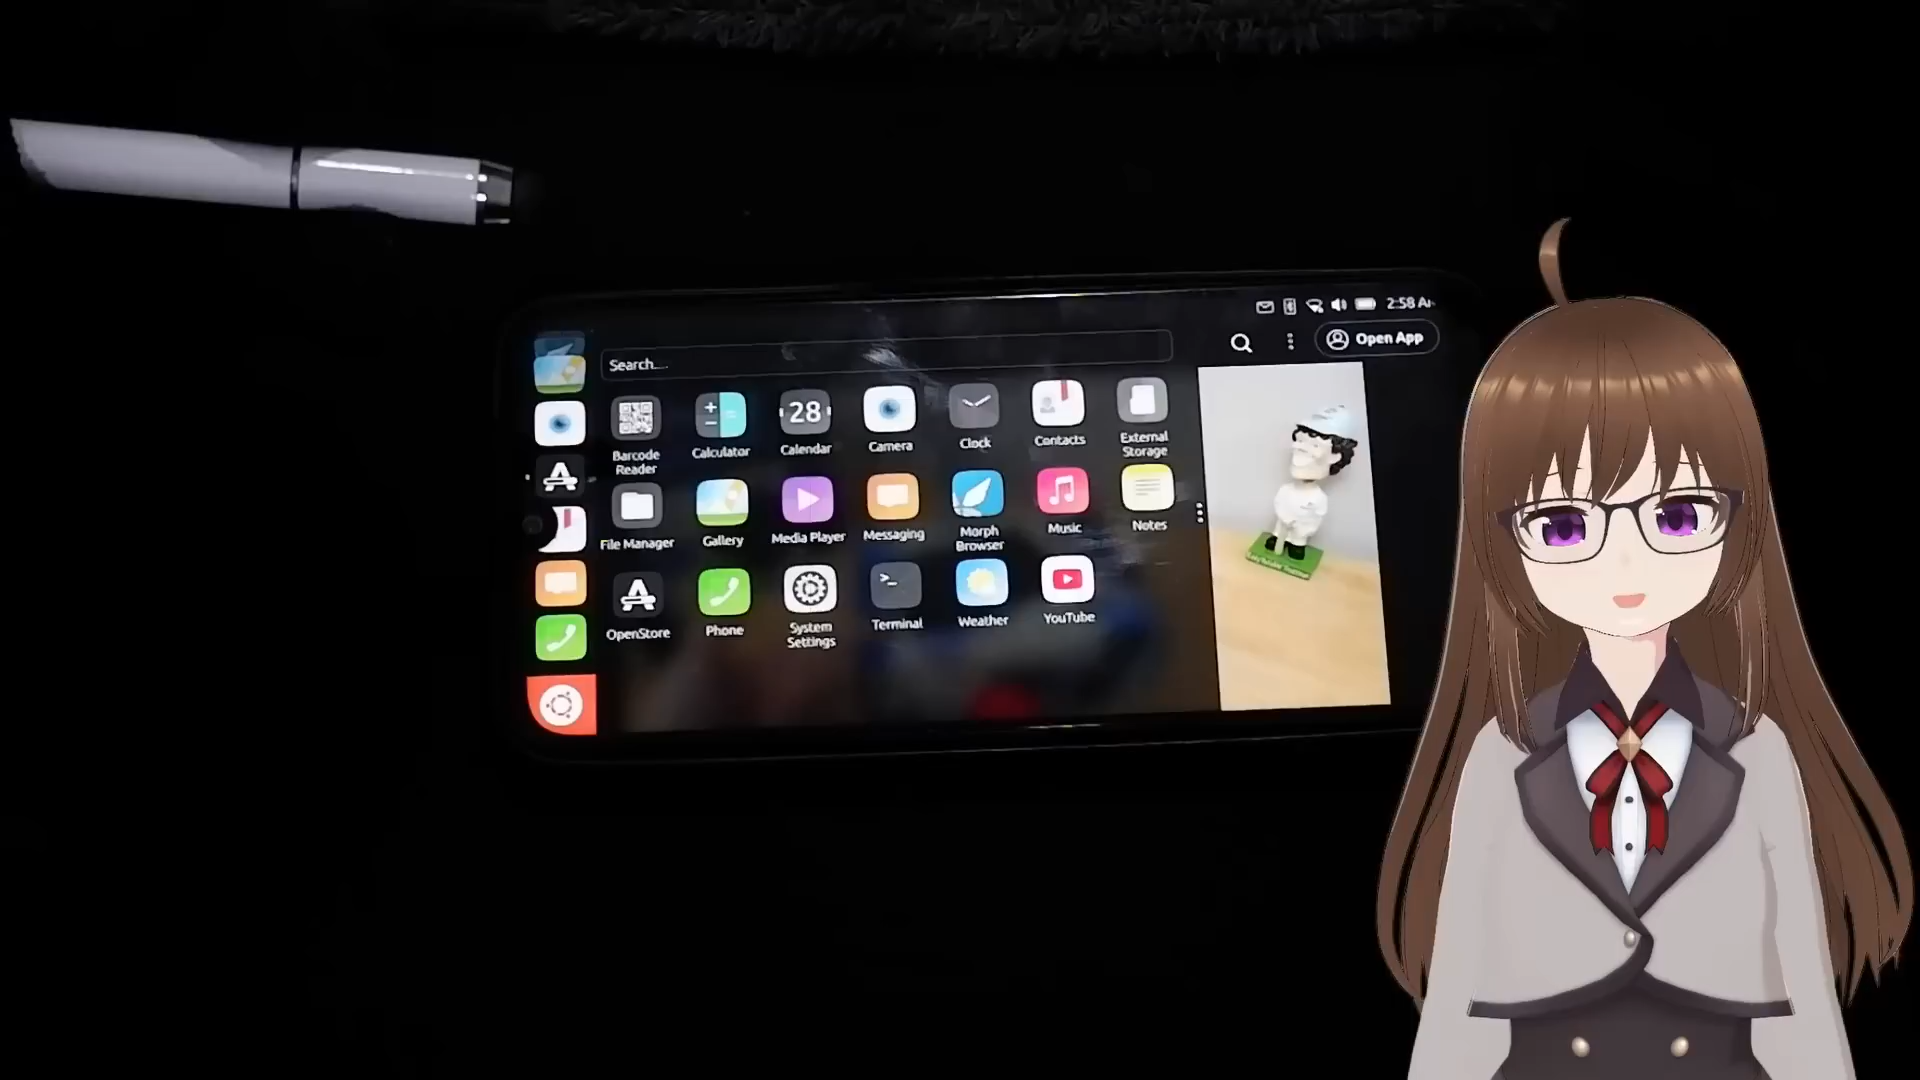 2:58 A
Open App
Search....
28
Barcode
Reader
Calculator
Calendar
Camera
Clock
Contacts
External
Storage
File Manager
Gallery
Media Player
Messaging
Morph
Browser
Music
Notes
OpenStore
Phone
System
Settings
Terminal
Weather
YouTube